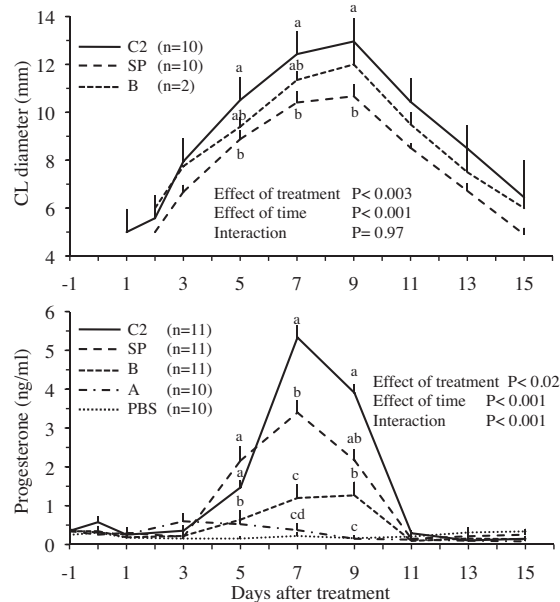 14
12
10
8
6
4
CL diameter (mm)
C2 (n=10)
SP (n=10)
B (n=2)
a
a
a
ab
ab
b
b
b
Effect of treatment P< 0.003
Effect of time P< 0.001
Interaction P= 0.97
-1 1 3 5 7 9 11 13 15
6
5
4
3
2
1
0
Progesterone (ng/ml)
C2 (n=11)
SP (n=11)
B (n=11)
A (n=10)
PBS (n=10)
a
a
b
a
ab
a
c
b
b
cd
c
Effect of treatment P< 0.02
Effect of time P< 0.001
Interaction P< 0.001
-1 1 3 5 7 9 11 13 15
Days after treatment